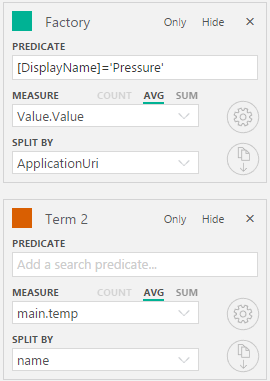 Factory Only Hide ×
PREDICATE
[DisplayName]='Pressure'
MEASURE COUNT AVG SUM
Value.Value
SPLIT BY
ApplicationUri
Term 2 Only Hide ×
PREDICATE
Add a search predicate...
MEASURE COUNT AVG SUM
main.temp
SPLIT BY
name